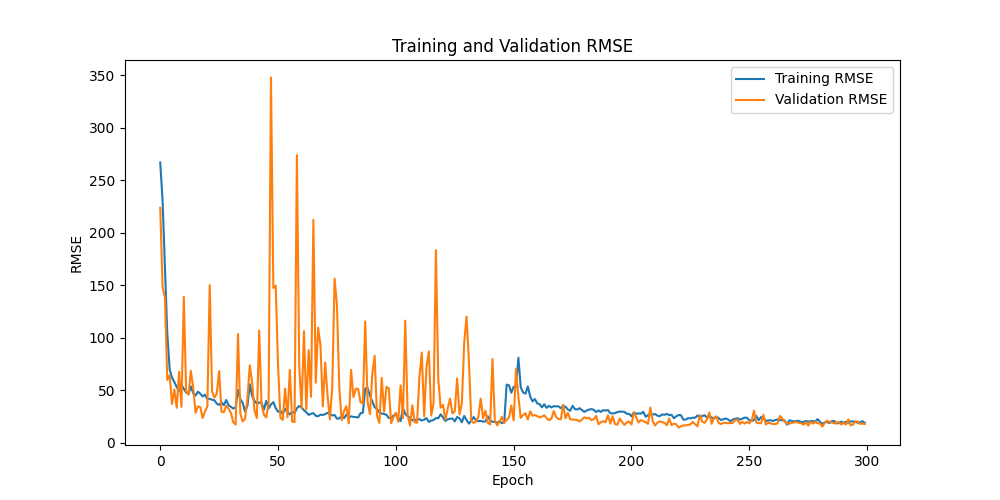 Training and Validation RMSE
Training RMSE
Validation RMSE
RMSE
350
300
250
200
150
100
50
0
0 50 100 150 200 250 300
Epoch